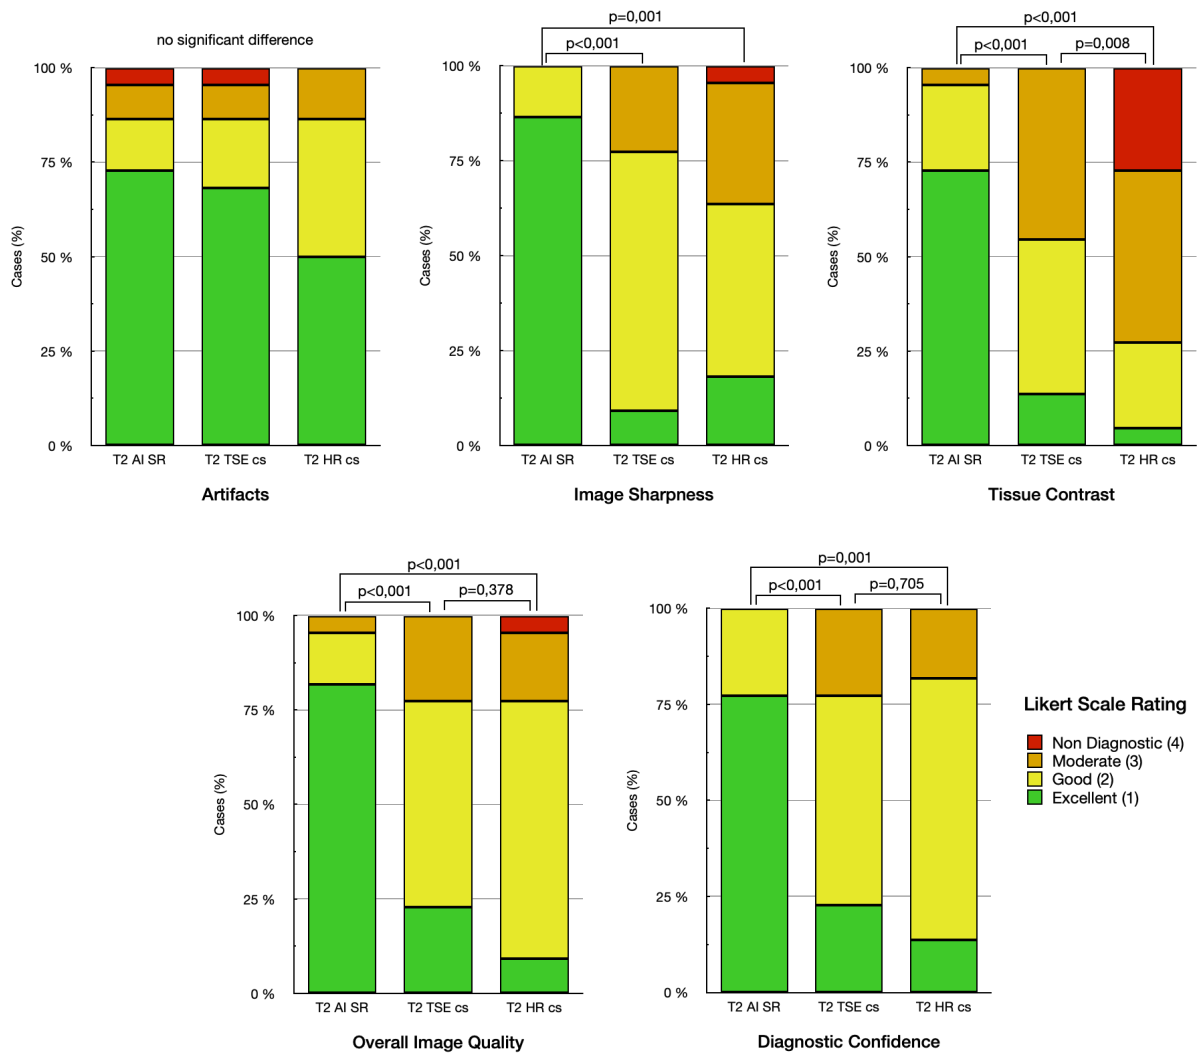 no significant difference
100 %
75 %
50 %
25 %
0 %
Cases (%)
T2 AI SR
T2 TSE cs
T2 HR cs
Artifacts
p=0,001
p<0,001
100 %
75 %
50 %
25 %
0 %
Cases (%)
T2 AI SR
T2 TSE cs
T2 HR cs
Image Sharpness
p<0,001
p<0,001
p=0,008
100 %
75 %
50 %
25 %
0 %
Cases (%)
T2 AI SR
T2 TSE cs
T2 HR cs
Tissue Contrast
p<0,001
p<0,001
p=0,378
100 %
75 %
50 %
25 %
0 %
Cases (%)
T2 AI SR
T2 TSE cs
T2 HR cs
Overall Image Quality
p=0,001
p<0,001
p=0,705
100 %
75 %
50 %
25 %
0 %
Cases (%)
T2 AI SR
T2 TSE cs
T2 HR cs
Diagnostic Confidence
Likert Scale Rating
Non Diagnostic (4)
Moderate (3)
Good (2)
Excellent (1)